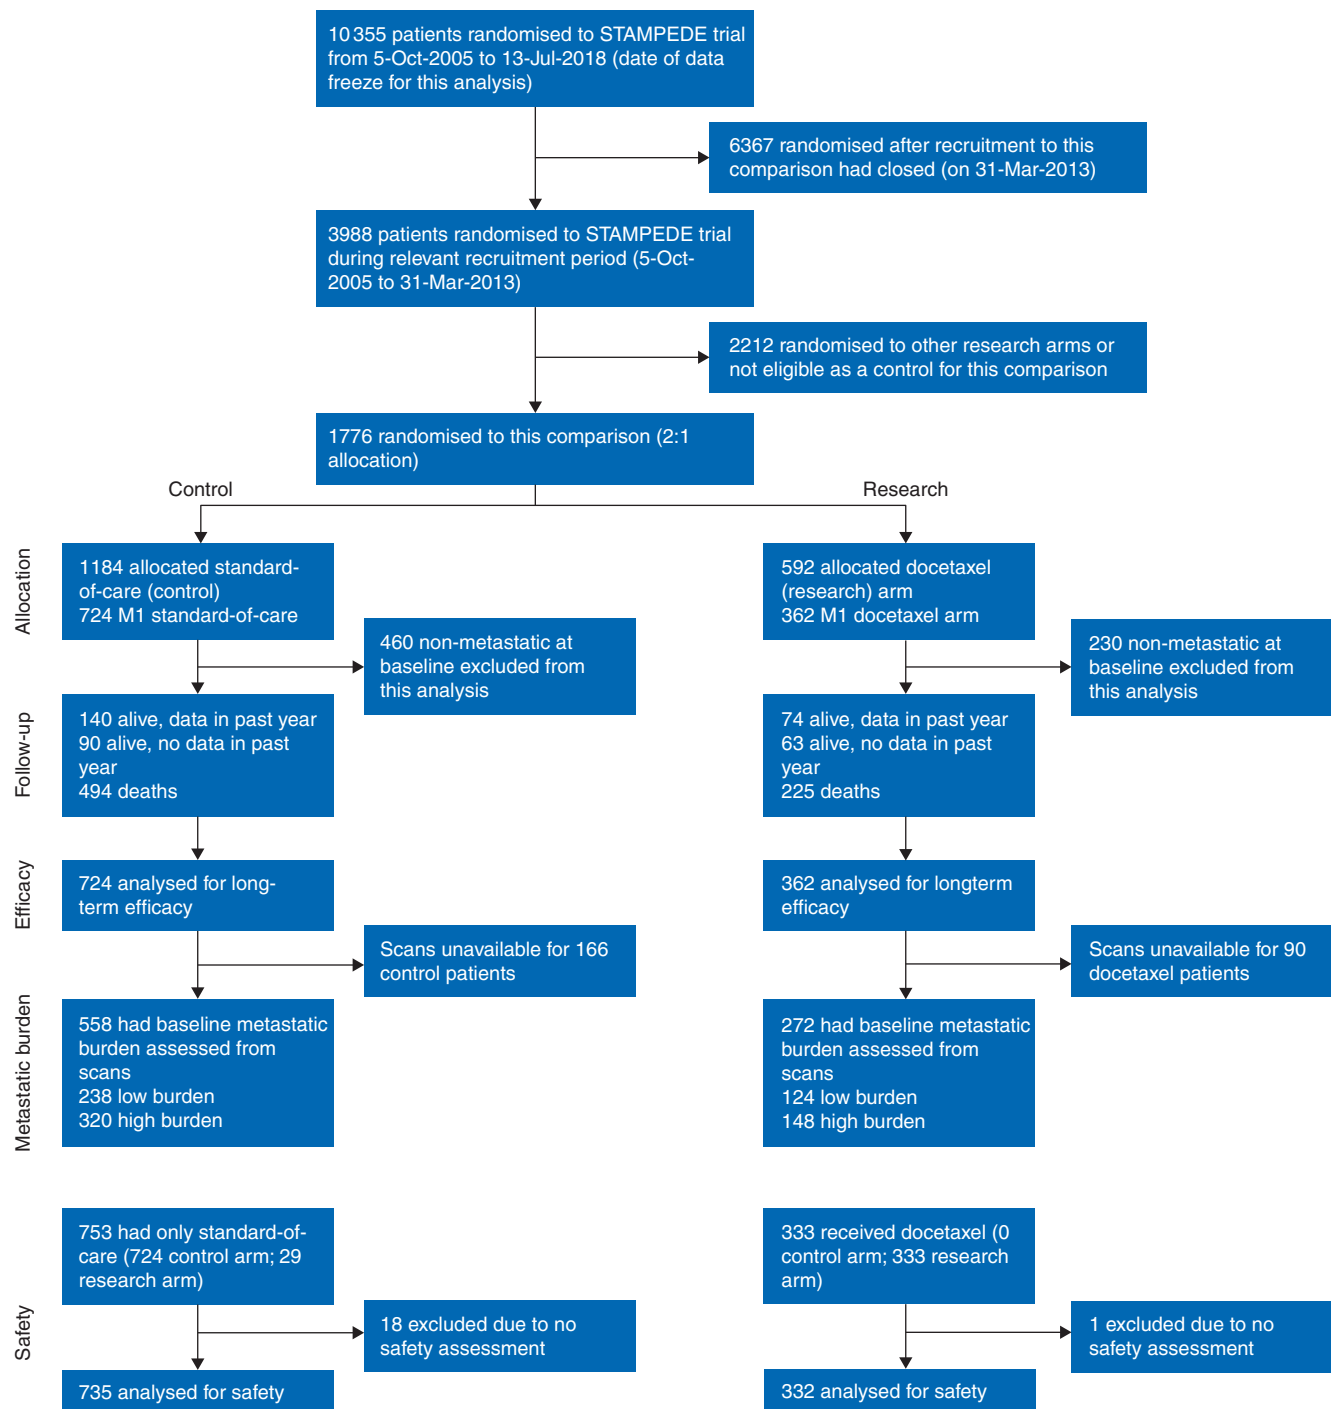 10 355 patients randomised to STAMPEDE trial
from 5-Oct-2005 to 13-Jul-2018 (date of data
freeze for this analysis)
6367 randomised after recruitment to this
comparison had closed (on 31-Mar-2013)
3988 patients randomised to STAMPEDE trial
during relevant recruitment period (5-Oct-
2005 to 31-Mar-2013)
2212 randomised to other research arms or
not eligible as a control for this comparison
1776 randomised to this comparison (2:1
allocation)
Control
Research
Allocation
1184 allocated standard-
of-care (control)
724 M1 standard-of-care
592 allocated docetaxel
(research) arm
362 M1 docetaxel arm
460 non-metastatic at
baseline excluded from
this analysis
230 non-metastatic at
baseline excluded from
this analysis
Follow-up
140 alive, data in past year
90 alive, no data in past
year
494 deaths
74 alive, data in past year
63 alive, no data in past
year
225 deaths
Efficacy
724 analysed for long-
term efficacy
362 analysed for longterm
efficacy
Scans unavailable for 166
control patients
Scans unavailable for 90
docetaxel patients
Metastatic burden
558 had baseline metastatic
burden assessed from
scans
238 low burden
320 high burden
272 had baseline metastatic
burden assessed from
scans
124 low burden
148 high burden
Safety
753 had only standard-of-
care (724 control arm; 29
research arm)
333 received docetaxel (0
control arm; 333 research
arm)
18 excluded due to no
safety assessment
1 excluded due to no
safety assessment
735 analysed for safety
332 analysed for safety